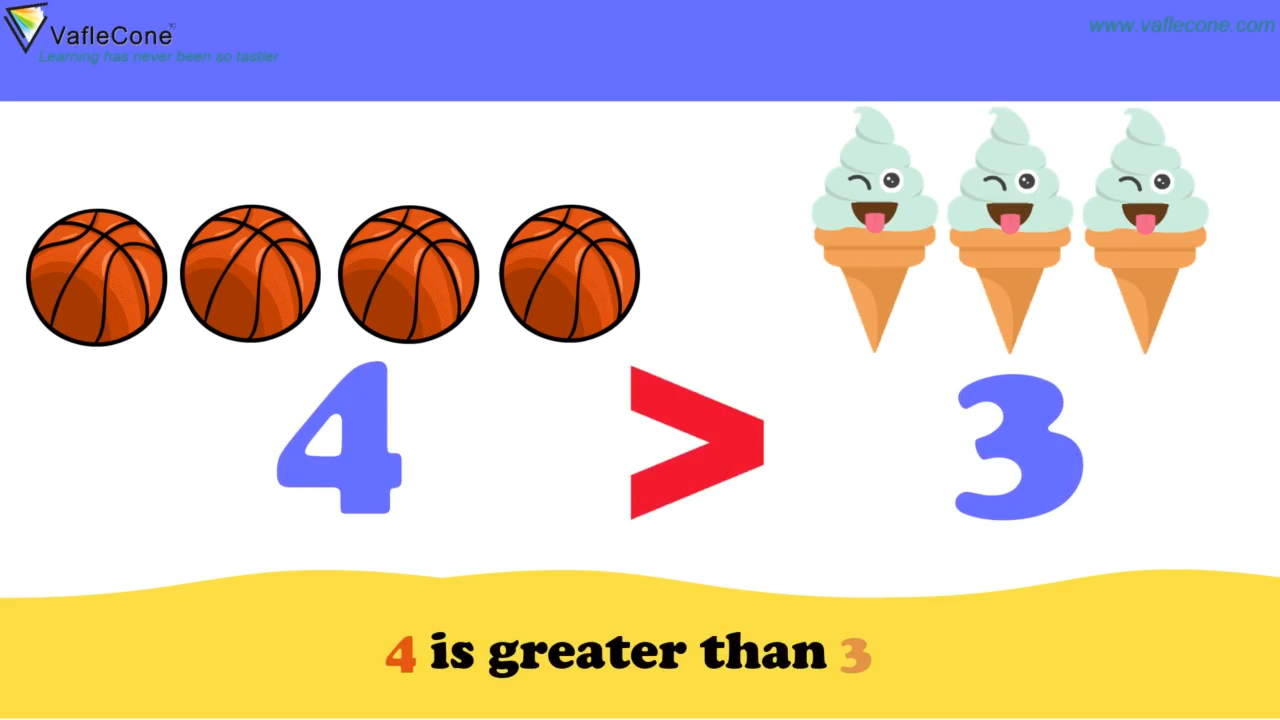 VafleCone
Learning has never been so tastier
www.vaflecone.com
4 > 3
4 is greater than 3